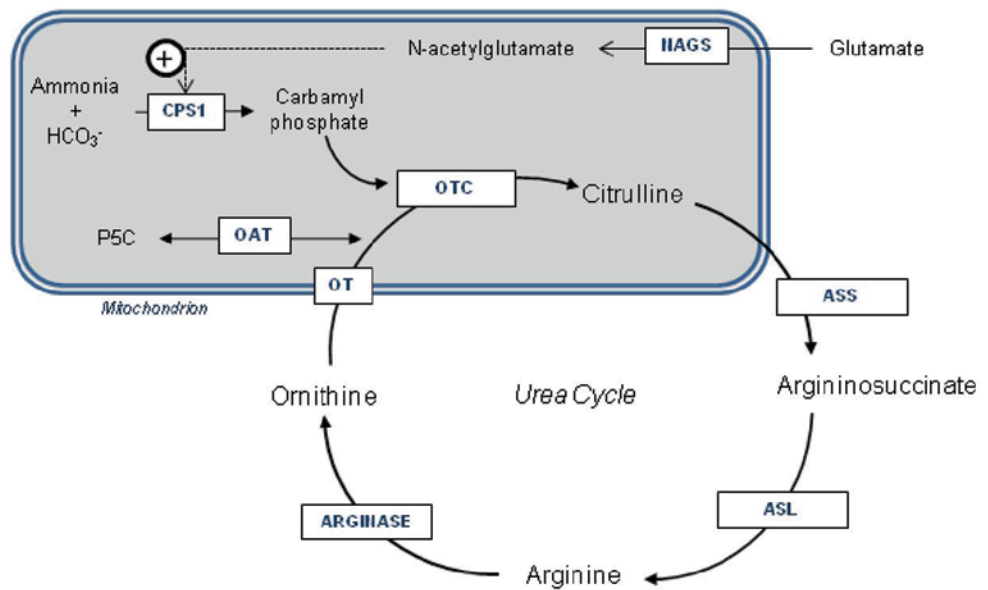 N-acetylglutamate
NAGS
Glutamate
+
Ammonia
+
HCO₃⁻
CPS1
Carbamyl
phosphate
OTC
Citrulline
P5C
OAT
OT
Mitochondrion
ASS
Ornithine
Urea Cycle
Argininosuccinate
ARGINASE
ASL
Arginine